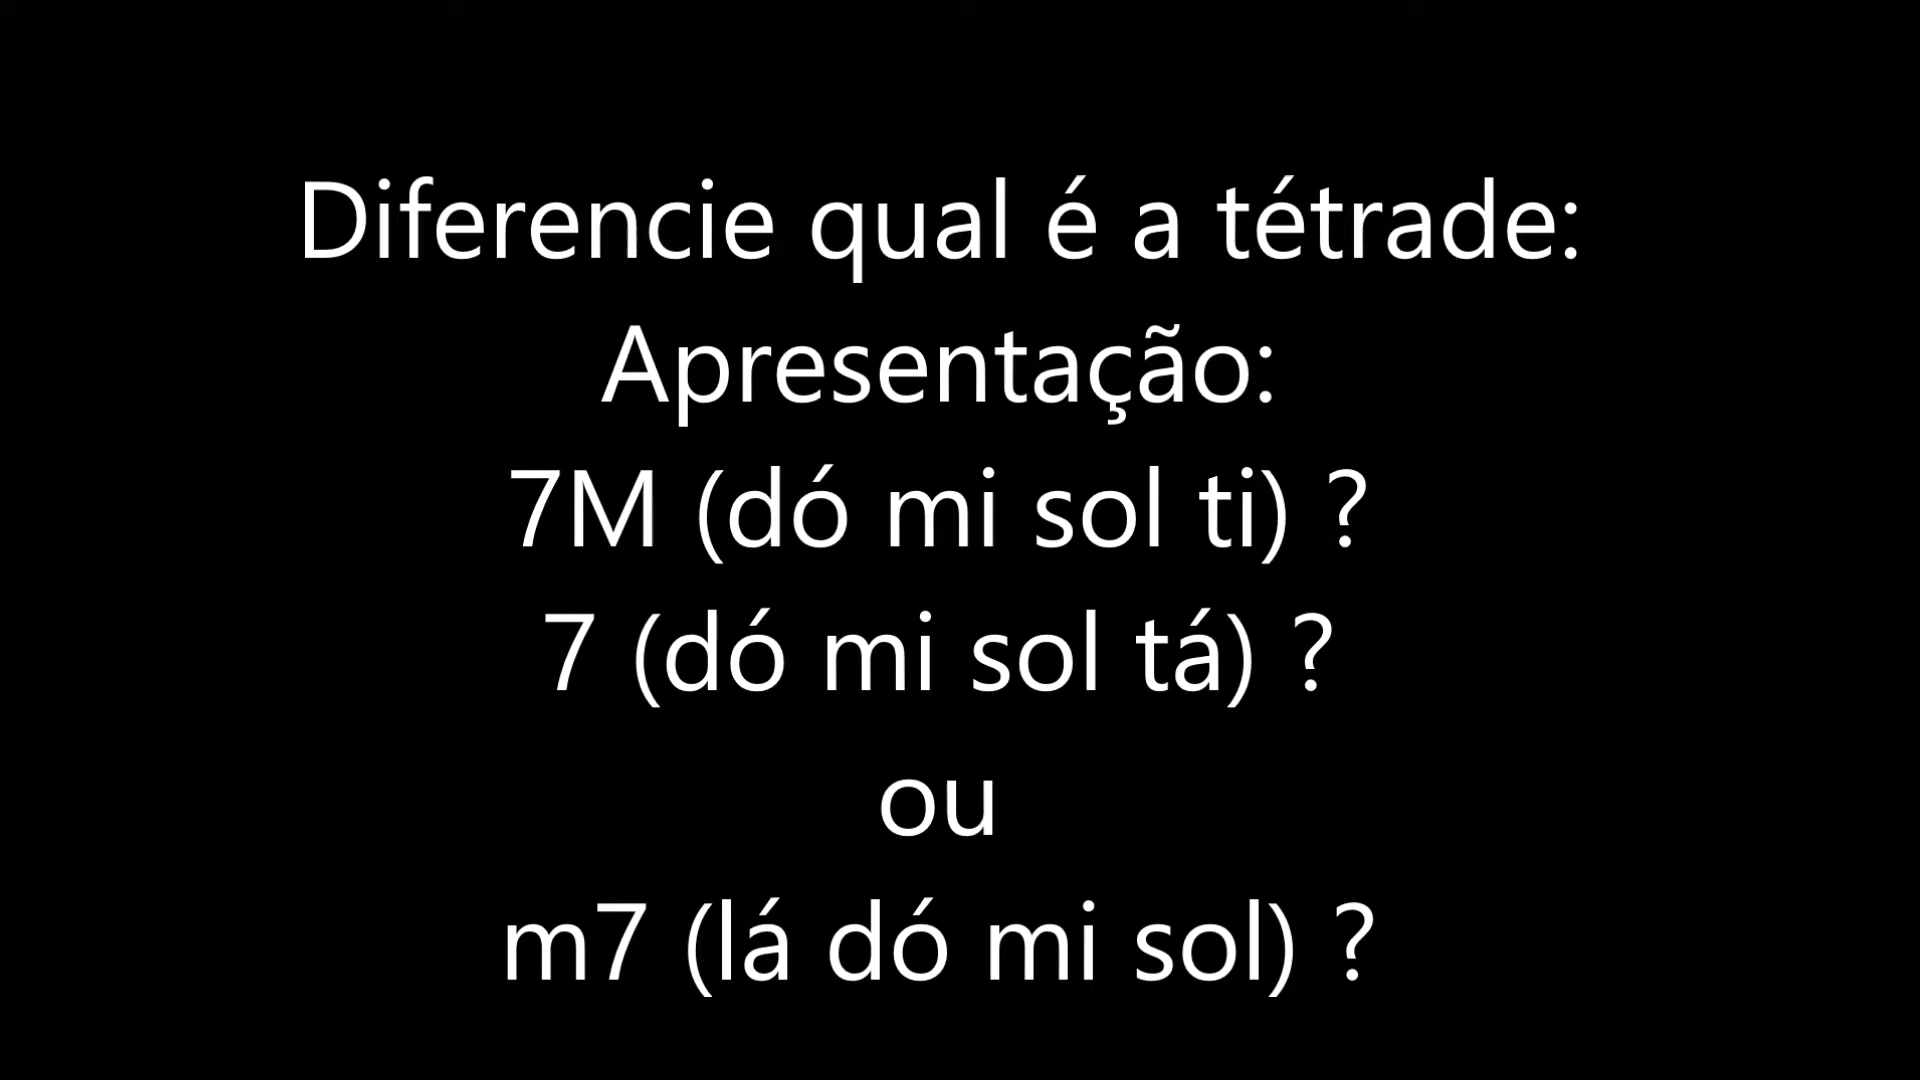 Diferencie qual é a tétrade:
Apresentação:
7M (dó mi sol ti) ?
7 (dó mi sol tá) ?
ou
m7 (lá dó mi sol) ?